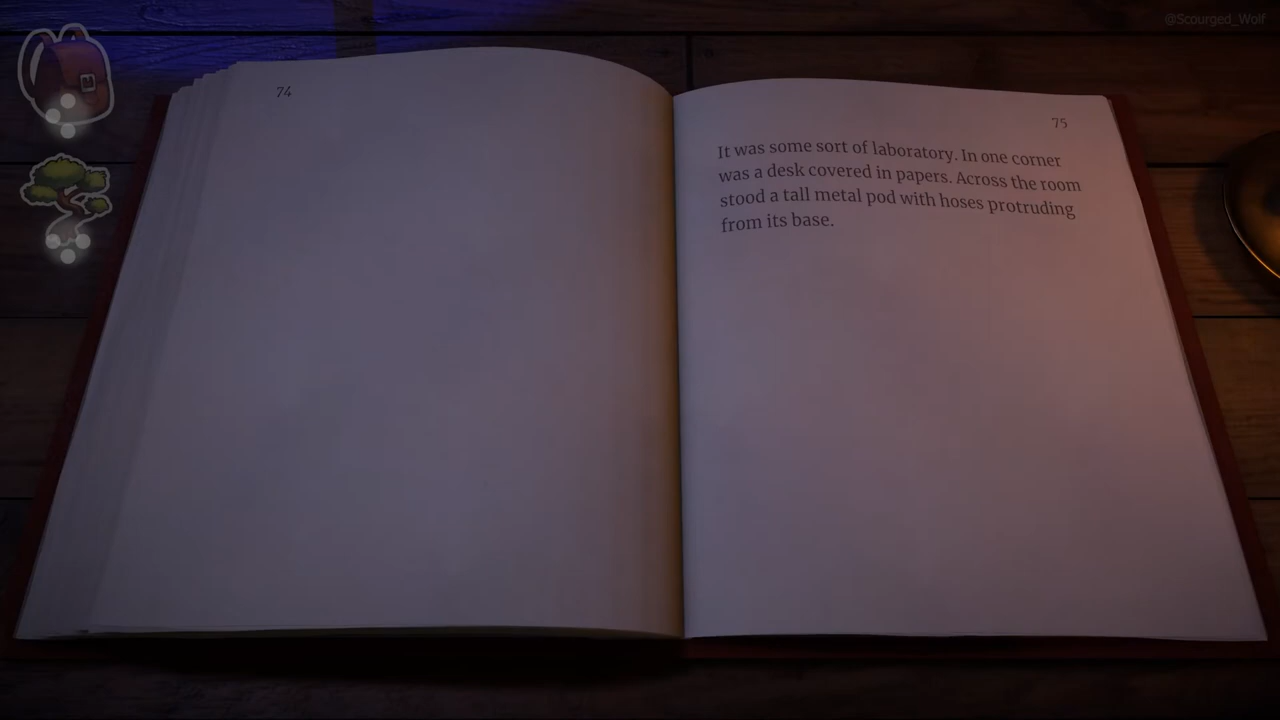 @Scourged_Wolf
74
75
It was some sort of laboratory. In one corner
was a desk covered in papers. Across the room
stood a tall metal pod with hoses protruding
from its base.